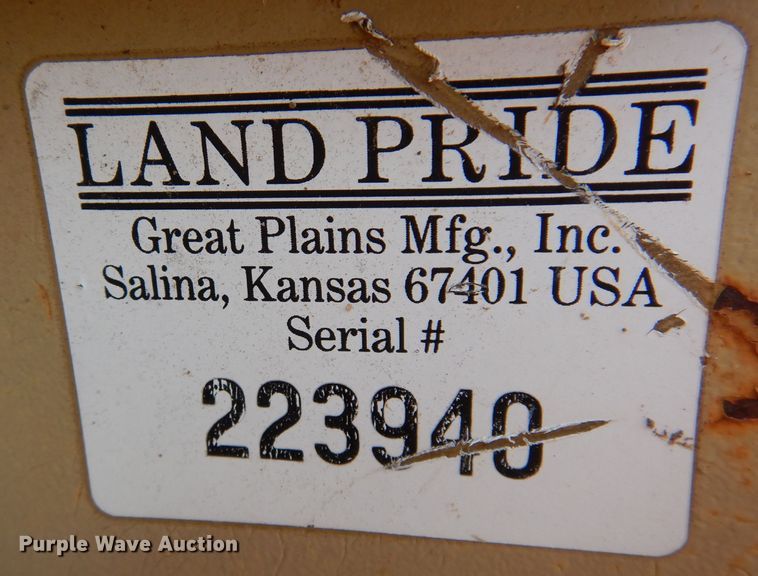 LAND PRIDE
Great Plains Mfg., Inc.
Salina, Kansas 67401 USA
Serial #
223940
Purple Wave Auction